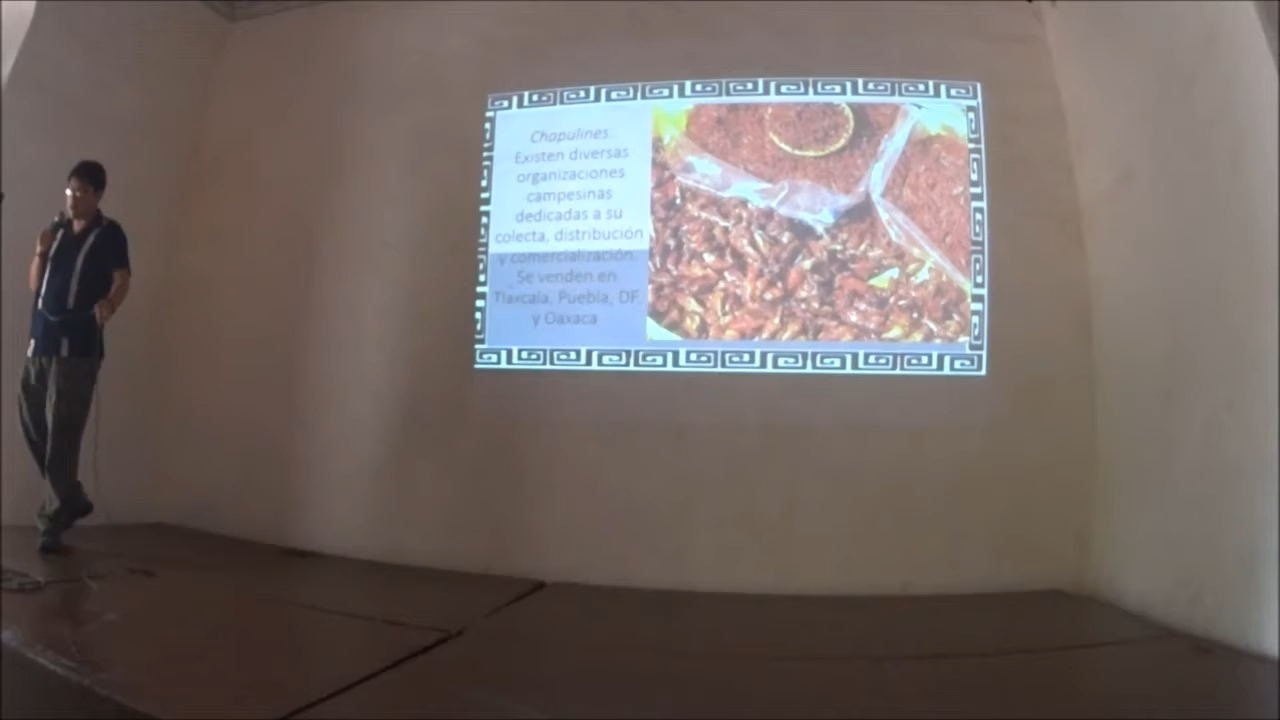 Chapulines.
Existen diversas
organizaciones
campesinas
dedicadas a su
colecta, distribución
y comercialización.
Se venden en
Tlaxcala, Puebla, DF.
y Oaxaca